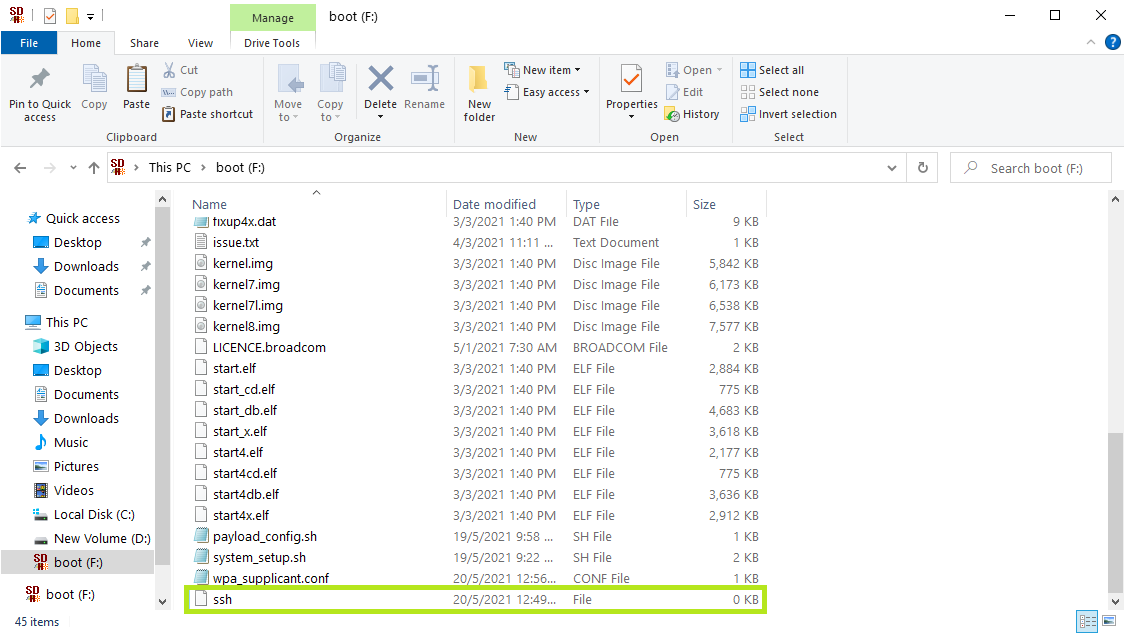 SD
Manage
boot (F:)
File
Home
Share
View
Drive Tools
?
Pin to Quick access
Copy
Paste
Cut
Copy path
Paste shortcut
Clipboard
Move to
Copy to
Delete
Rename
Organize
New folder
New item
Easy access
New
Properties
Open
Edit
History
Open
Select all
Select none
Invert selection
Select
SD
This PC
boot (F:)
Search boot (F:)
Name Date modified Type Size
fixup4x.dat 3/3/2021 1:40 PM DAT File 9 KB
issue.txt 4/3/2021 11:11 ... Text Document 1 KB
kernel.img 3/3/2021 1:40 PM Disc Image File 5,842 KB
kernel7.img 3/3/2021 1:40 PM Disc Image File 6,173 KB
kernel7l.img 3/3/2021 1:40 PM Disc Image File 6,538 KB
kernel8.img 3/3/2021 1:40 PM Disc Image File 7,577 KB
LICENCE.broadcom 5/1/2021 7:30 AM BROADCOM File 2 KB
start.elf 3/3/2021 1:40 PM ELF File 2,884 KB
start_cd.elf 3/3/2021 1:40 PM ELF File 775 KB
start_db.elf 3/3/2021 1:40 PM ELF File 4,683 KB
start_x.elf 3/3/2021 1:40 PM ELF File 3,618 KB
start4.elf 3/3/2021 1:40 PM ELF File 2,177 KB
start4cd.elf 3/3/2021 1:40 PM ELF File 775 KB
start4db.elf 3/3/2021 1:40 PM ELF File 3,636 KB
start4x.elf 3/3/2021 1:40 PM ELF File 2,912 KB
payload_config.sh 19/5/2021 9:58 ... SH File 1 KB
system_setup.sh 19/5/2021 9:22 ... SH File 2 KB
wpa_supplicant.conf 20/5/2021 12:56... CONF File 1 KB
ssh 20/5/2021 12:49... File 0 KB
Quick access
Desktop
Downloads
Documents
This PC
3D Objects
Desktop
Documents
Downloads
Music
Pictures
Videos
Local Disk (C:)
New Volume (D:)
SD boot (F:)
SD boot (F:)
45 items